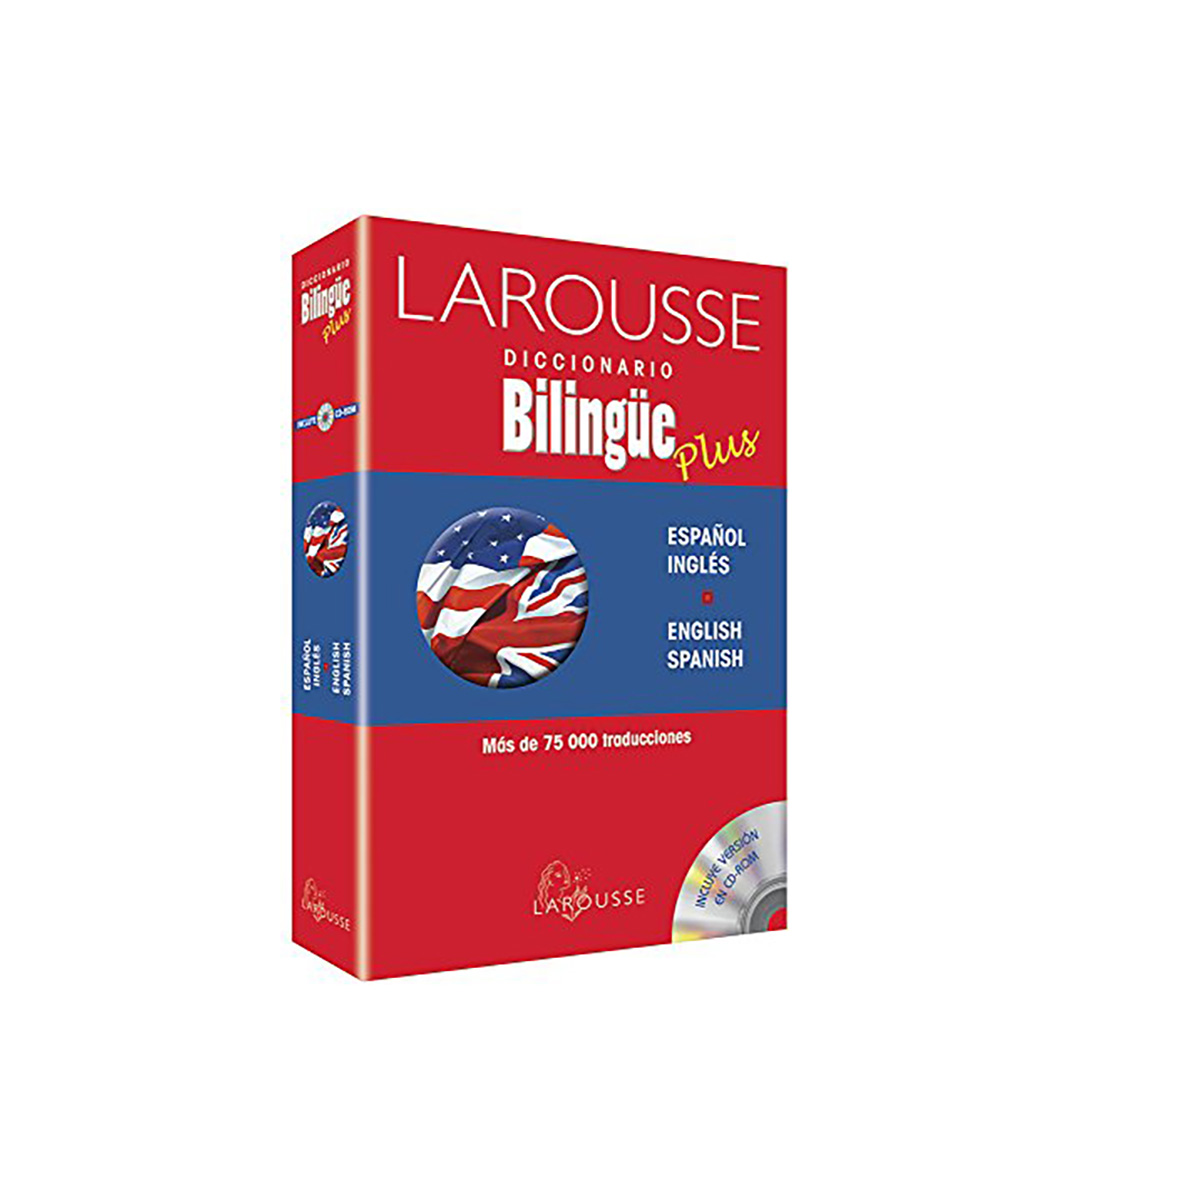 DICCIONARIO
Bilingüe
plus
INCLUYE CD-ROM
ESPAÑOL
INGLÉS
ENGLISH
SPANISH
LAROUSSE
LAROUSSE
DICCIONARIO
Bilingüe
plus
ESPAÑOL
INGLÉS
ENGLISH
SPANISH
Más de 75 000 traducciones
INCLUYE VERSIÓN
EN CD-ROM
LAROUSSE